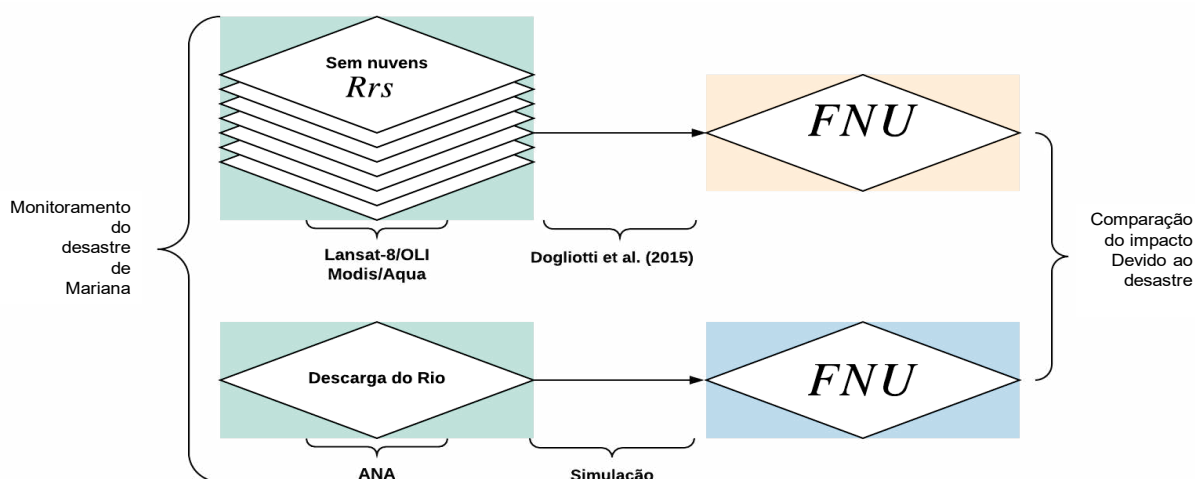 Monitoramento
do
desastre
de
Mariana
Sem nuvens
Rrs
Lansat-8/OLI
Modis/Aqua
Dogliotti et al. (2015)
FNU
Descarga do Rio
ANA
Simulação
FNU
Comparação
do impacto
Devido ao
desastre